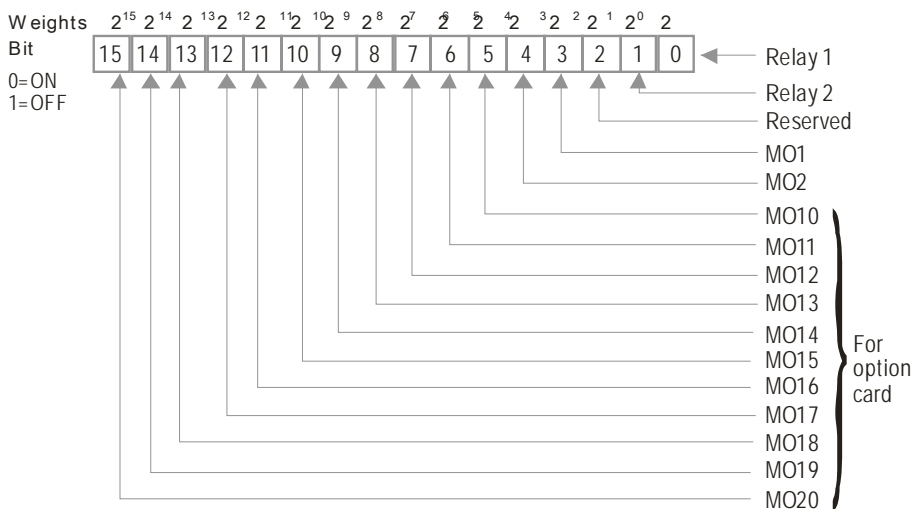 Weights 2¹⁵ 2¹⁴ 2¹³ 2¹² 2¹¹ 2¹⁰ 2⁹ 2⁸ 2⁷ 2⁶ 2⁵ 2⁴ 2³ 2² 2¹ 2⁰ 2
Bit 15 14 13 12 11 10 9 8 7 6 5 4 3 2 1 0 Relay 1
0=ON
1=OFF
Relay 2
Reserved
MO1
MO2
MO10
MO11
MO12
MO13
MO14
MO15
MO16
MO17
MO18
MO19
MO20
For
option
card